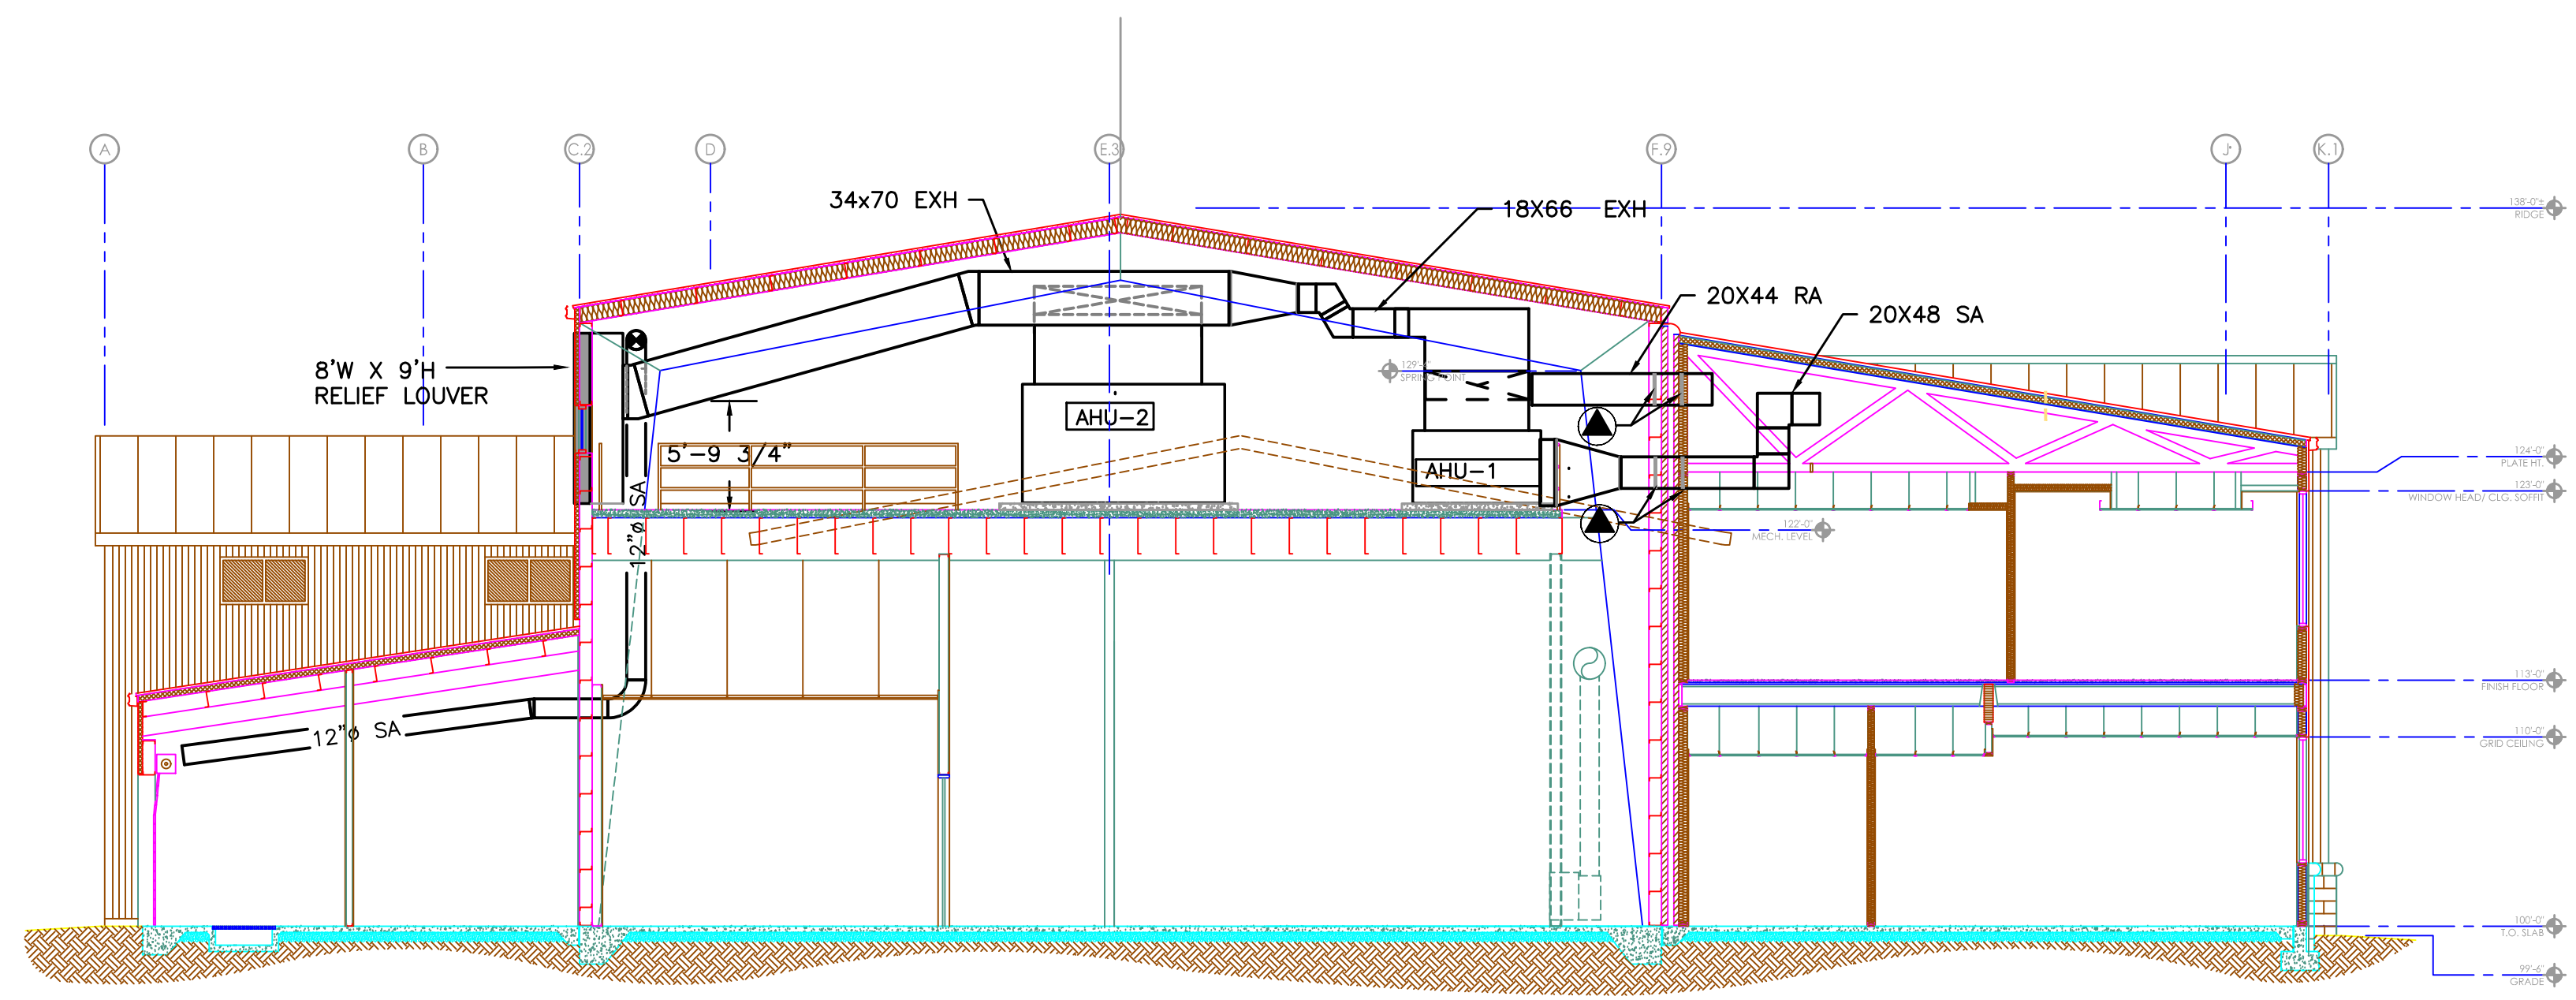 A
B
C.2
D
E.3
F.9
J
K.1
34x70 EXH
18X66 EXH
138'-0"±
RIDGE
20X44 RA
20X48 SA
8'W X 9'H
RELIEF LOUVER
SPRING POINT
AHU-2
5'-9 3/4"
AHU-1
124'-0"
PLATE HT.
123'-0"
WINDOW HEAD/ CLG. SOFFIT
12"ø SA
122'-0"
MECH. LEVEL
113'-0"
FINISH FLOOR
12"ø SA
110'-0"
GRID CEILING
100'-0"
T.O. SLAB
99'-6"
GRADE